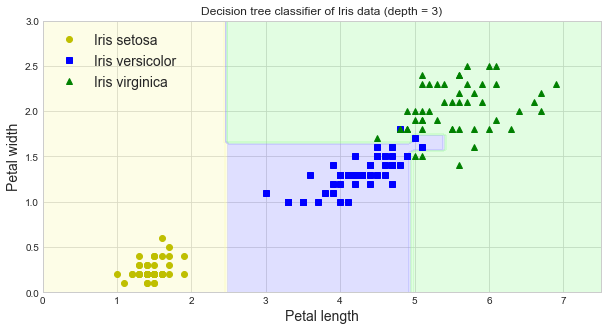 Decision tree classifier of Iris data (depth = 3)
3.0
Iris setosa
Iris versicolor
Iris virginica
2.5
2.0
1.5
1.0
0.5
0.0
Petal width
0 1 2 3 4 5 6 7
Petal length